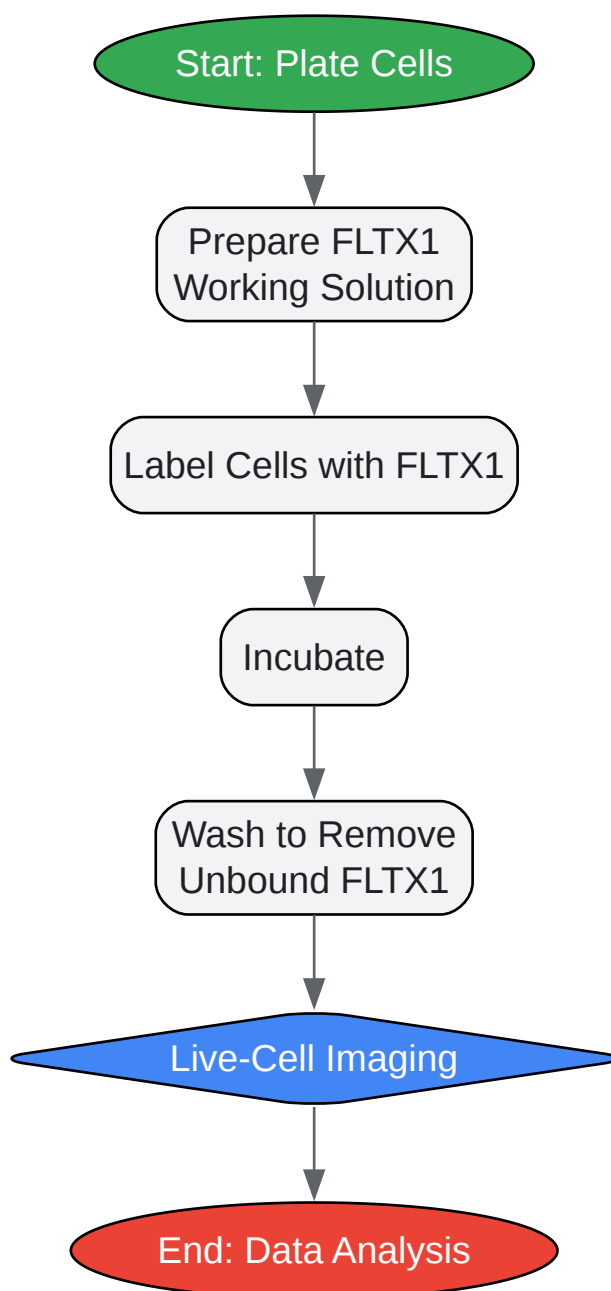 Start: Plate Cells
Prepare FLTX1
Working Solution
Label Cells with FLTX1
Incubate
Wash to Remove
Unbound FLTX1
Live-Cell Imaging
End: Data Analysis